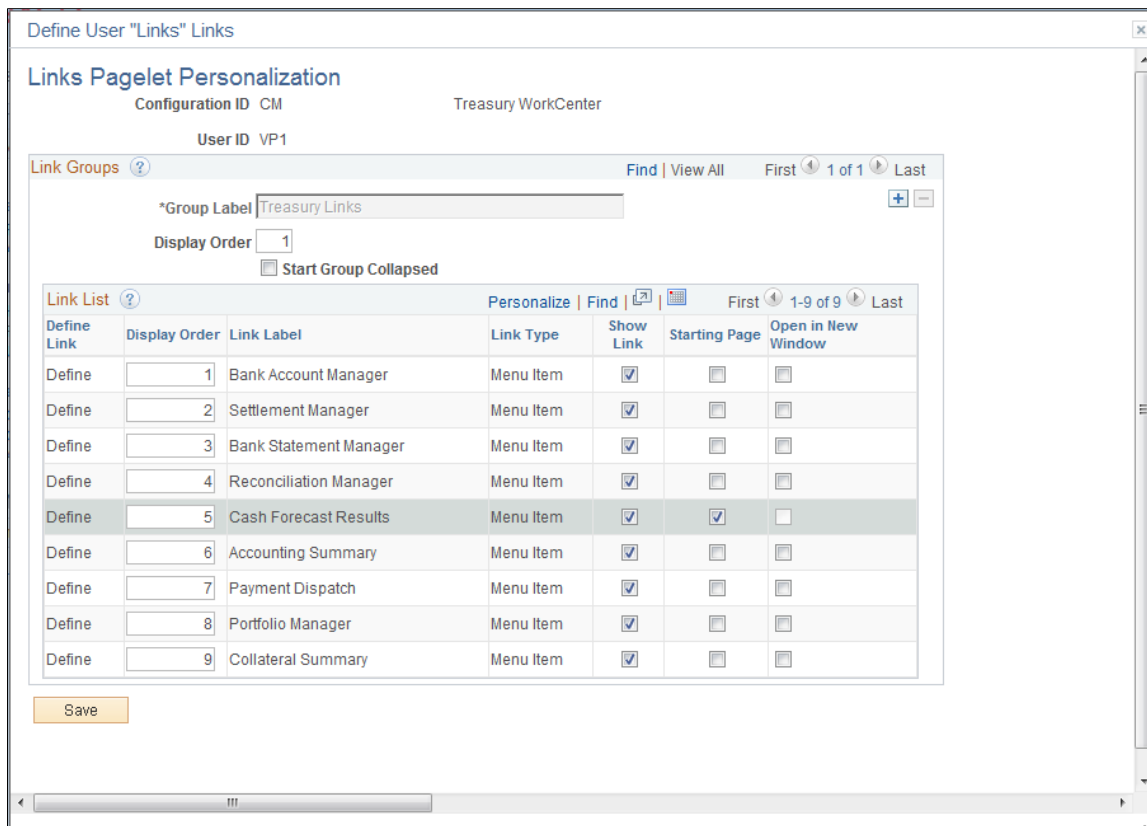 Define User "Links" Links
Links Pagelet Personalization
Configuration ID CM Treasury WorkCenter
User ID VP1
Link Groups ? Find | View All First 1 of 1 Last
*Group Label Treasury Links
Display Order 1
Start Group Collapsed
Link List ? Personalize | Find | | First 1-9 of 9 Last
Define Link Display Order Link Label Link Type Show Link Starting Page Open in New Window
Define 1 Bank Account Manager Menu Item
Define 2 Settlement Manager Menu Item
Define 3 Bank Statement Manager Menu Item
Define 4 Reconciliation Manager Menu Item
Define 5 Cash Forecast Results Menu Item
Define 6 Accounting Summary Menu Item
Define 7 Payment Dispatch Menu Item
Define 8 Portfolio Manager Menu Item
Define 9 Collateral Summary Menu Item
Save